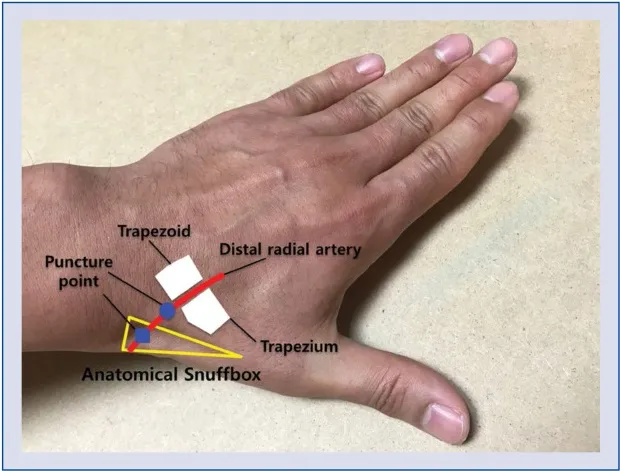 Trapezoid
Distal radial artery
Puncture
point
Trapezium
Anatomical Snuffbox